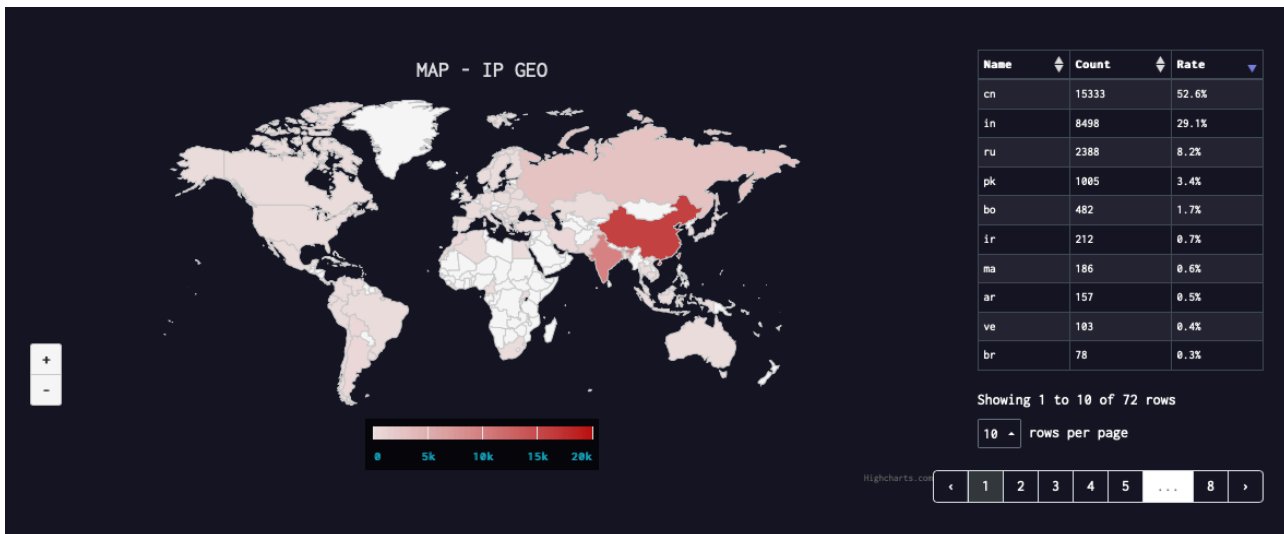 MAP - IP GEO
+
-
0 5k 10k 15k 20k
Highcharts.com
Name Count Rate
cn 15333 52.6%
in 8498 29.1%
ru 2388 8.2%
pk 1005 3.4%
bo 482 1.7%
ir 212 0.7%
ma 186 0.6%
ar 157 0.5%
ve 103 0.4%
br 78 0.3%
Showing 1 to 10 of 72 rows
10 rows per page
‹ 1 2 3 4 5 ... 8 ›